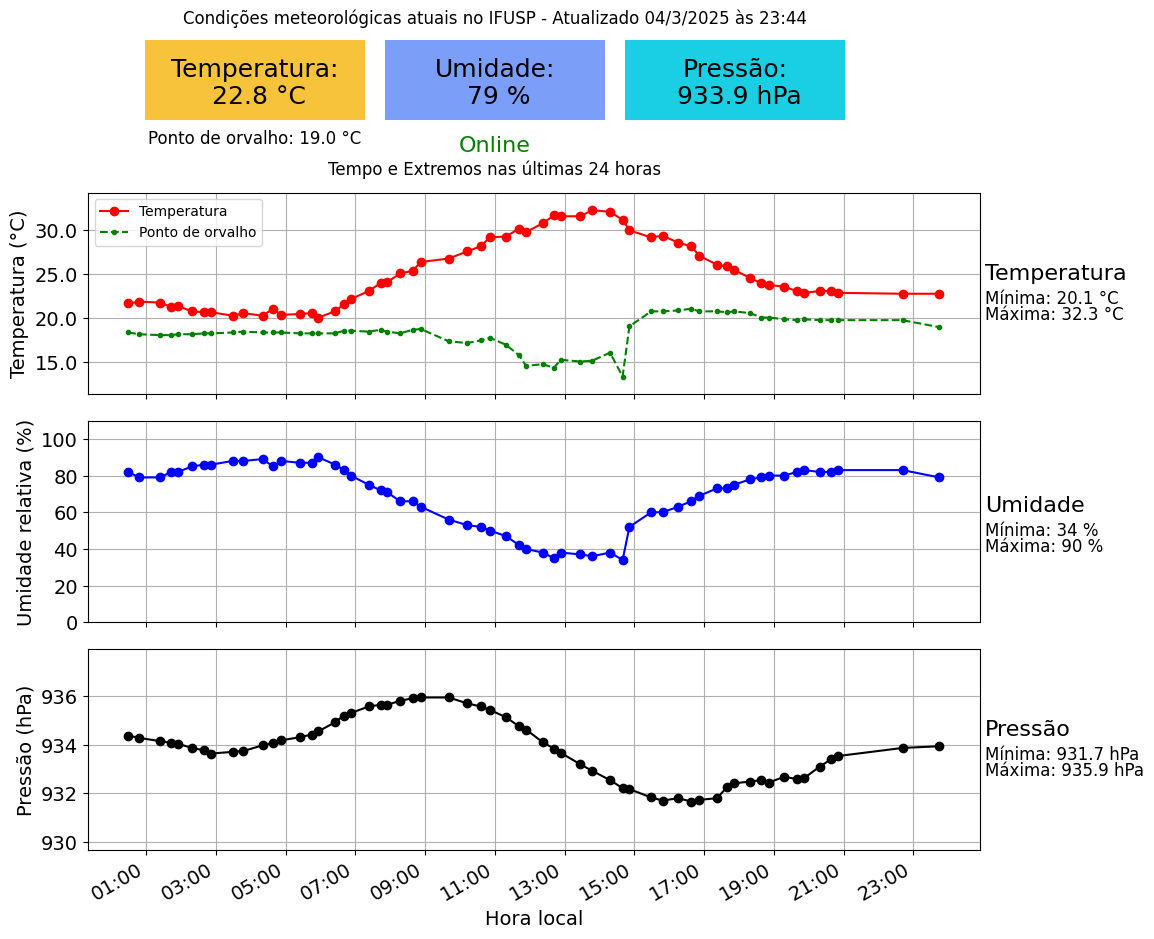 Condições meteorológicas atuais no IFUSP - Atualizado 04/3/2025 às 23:44
Temperatura:
22.8 °C
Umidade:
79 %
Pressão:
933.9 hPa
Ponto de orvalho: 19.0 °C
Online
Tempo e Extremos nas últimas 24 horas
Temperatura (°C)
30.0
25.0
20.0
15.0
Temperatura
Ponto de orvalho
Temperatura
Mínima: 20.1 °C
Máxima: 32.3 °C
Umidade relativa (%)
100
80
60
40
20
0
Umidade
Mínima: 34 %
Máxima: 90 %
Pressão (hPa)
936
934
932
930
Pressão
Mínima: 931.7 hPa
Máxima: 935.9 hPa
01:00 03:00 05:00 07:00 09:00 11:00 13:00 15:00 17:00 19:00 21:00 23:00
Hora local